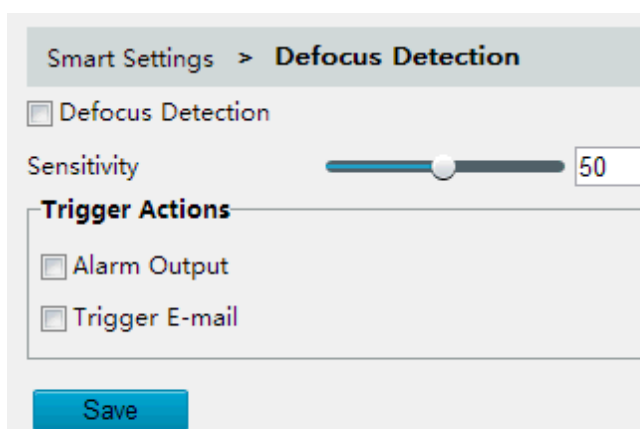 Smart Settings > Defocus Detection
Defocus Detection
Sensitivity 50
Trigger Actions
Alarm Output
Trigger E-mail
Save